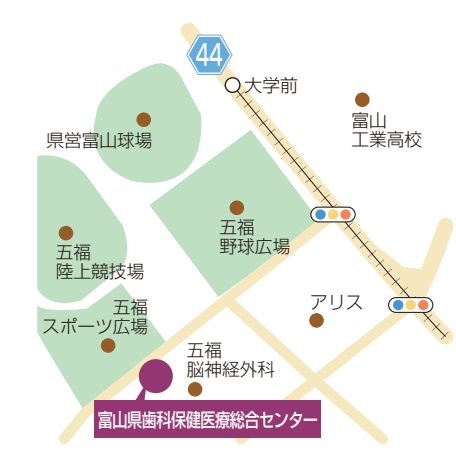 44
大学前
富山
工業高校
県営富山球場
五福
野球広場
五福
陸上競技場
五福
スポーツ広場
アリス
五福
脳神経外科
富山県歯科保健医療総合センター